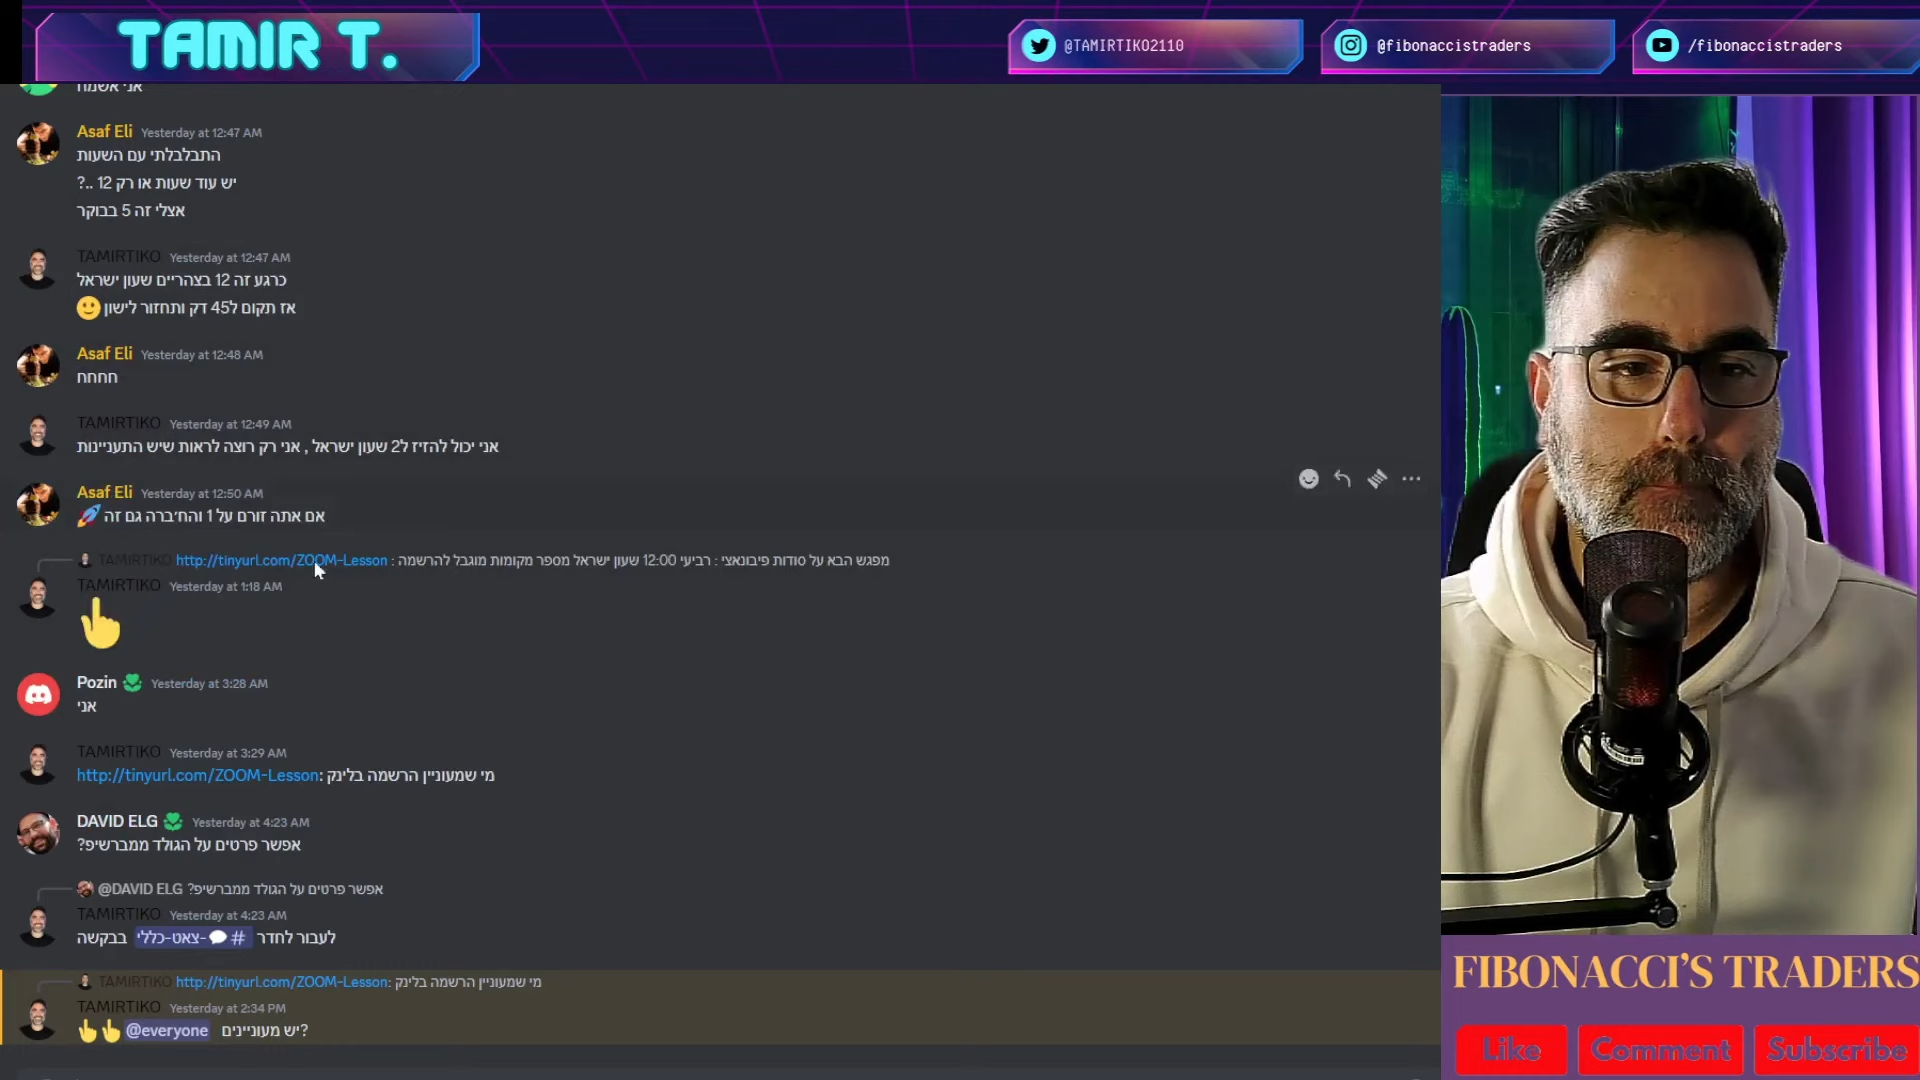 TAMIR T.
@TAMIRTIKO2110
@fibonaccistraders
/fibonaccistraders
אני אשמח
Asaf Eli Yesterday at 12:47 AM
התבלבלתי עם השעות
יש עוד שעות או רק 12 ..?
אצלי זה 5 בבוקר
TAMIRTIKO Yesterday at 12:47 AM
כרגע זה 12 בצהריים שעון ישראל
אז תקום ל45 דק ותחזור לישון 🙂
Asaf Eli Yesterday at 12:48 AM
חחחח
TAMIRTIKO Yesterday at 12:49 AM
אני יכול להזיז ל2 שעון ישראל , אני רק רוצה לראות שיש התעניינות
Asaf Eli Yesterday at 12:50 AM
אם אתה זורם על 1 והח׳ברה גם זה 🚀
TAMIRTIKO מפגש הבא על סודות פיבונאצי : רביעי 12:00 שעון ישראל מספר מקומות מוגבל להרשמה : http://tinyurl.com/ZOOM-Lesson
TAMIRTIKO Yesterday at 1:18 AM
👆
Pozin Yesterday at 3:28 AM
אני
TAMIRTIKO Yesterday at 3:29 AM
מי שמעוניין הרשמה בלינק :http://tinyurl.com/ZOOM-Lesson
DAVID ELG Yesterday at 4:23 AM
אפשר פרטים על הגולד ממברשיפ?
@DAVID ELG אפשר פרטים על הגולד ממברשיפ?
TAMIRTIKO Yesterday at 4:23 AM
לעבור לחדר #💬-צאט-כללי בבקשה
TAMIRTIKO מי שמעוניין הרשמה בלינק :http://tinyurl.com/ZOOM-Lesson
TAMIRTIKO Yesterday at 2:34 PM
👆👆 @everyone יש מעוניינים?
FIBONACCI'S TRADERS
Like
Comment
Subscribe